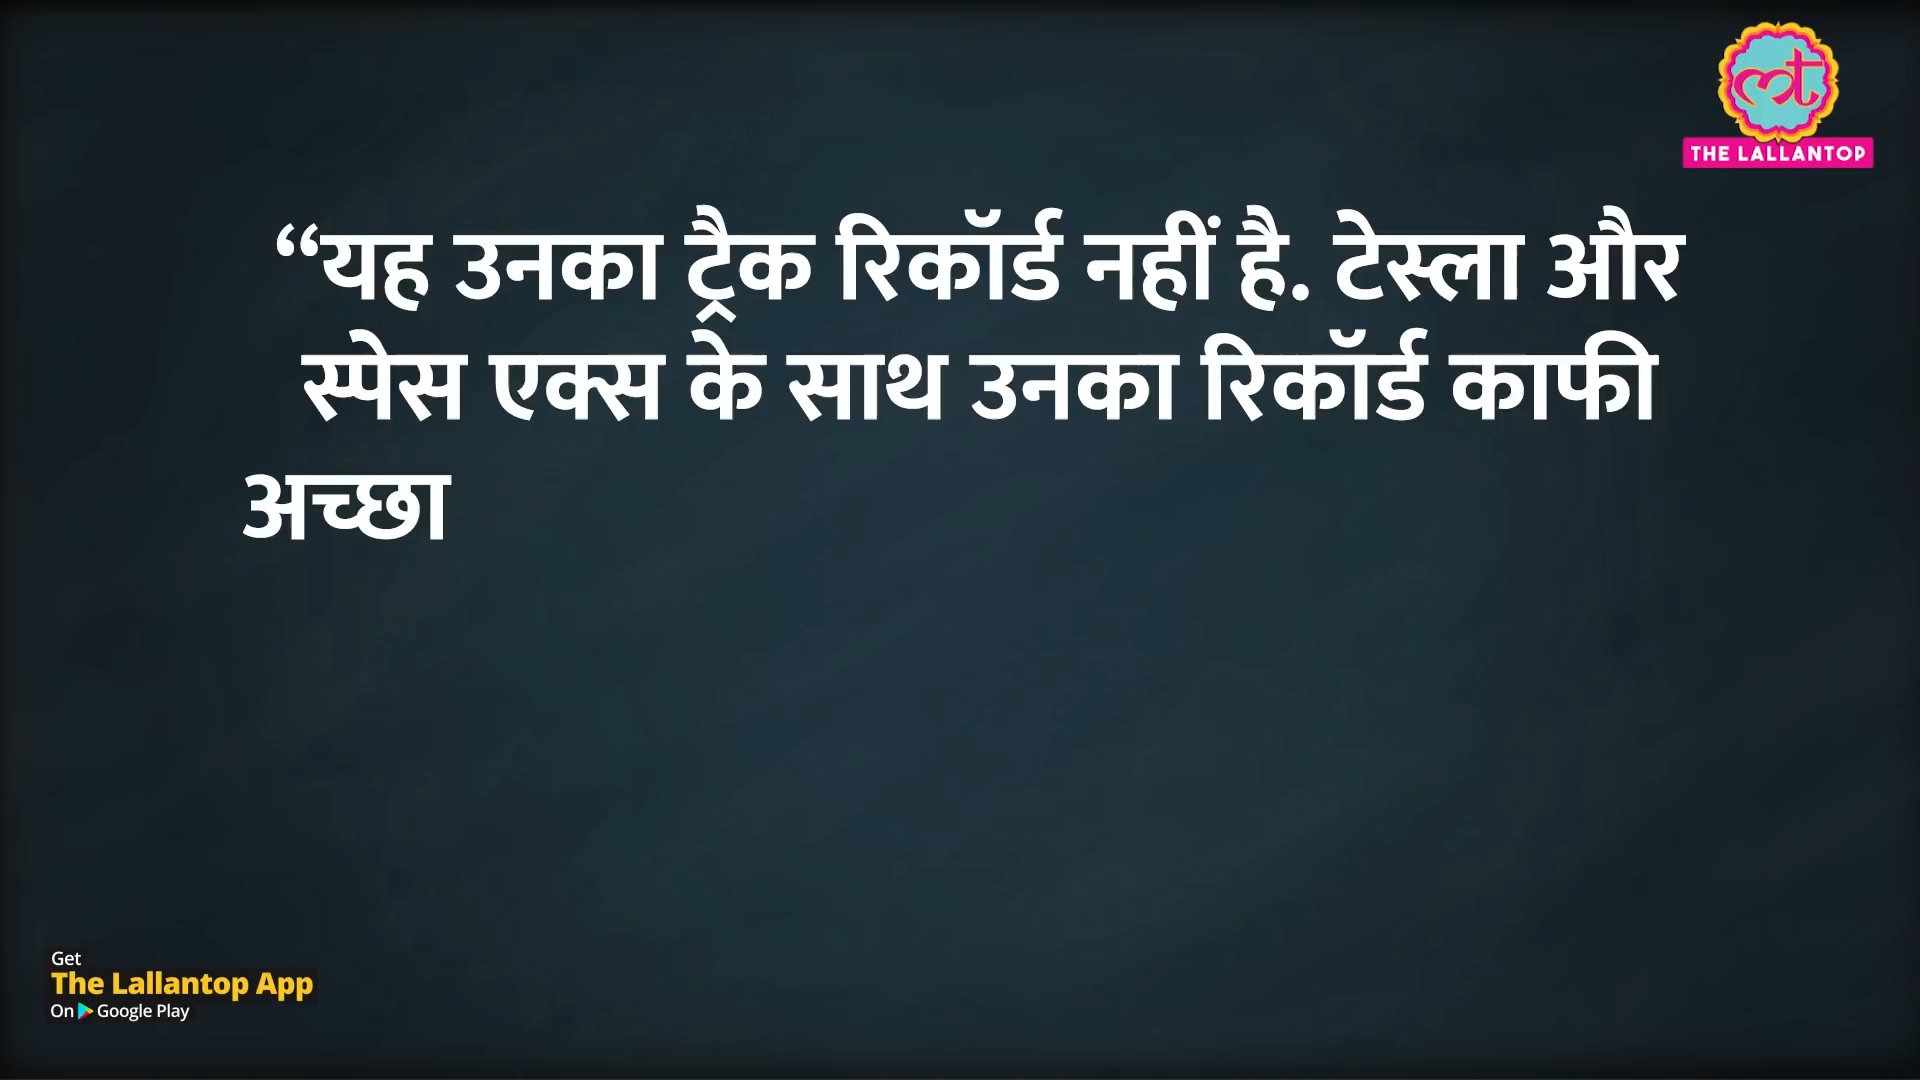 THE LALLANTOP
“यह उनका ट्रैक रिकॉर्ड नहीं है. टेस्ला और
स्पेस एक्स के साथ उनका रिकॉर्ड काफी
अच्छा
Get
The Lallantop App
On Google Play